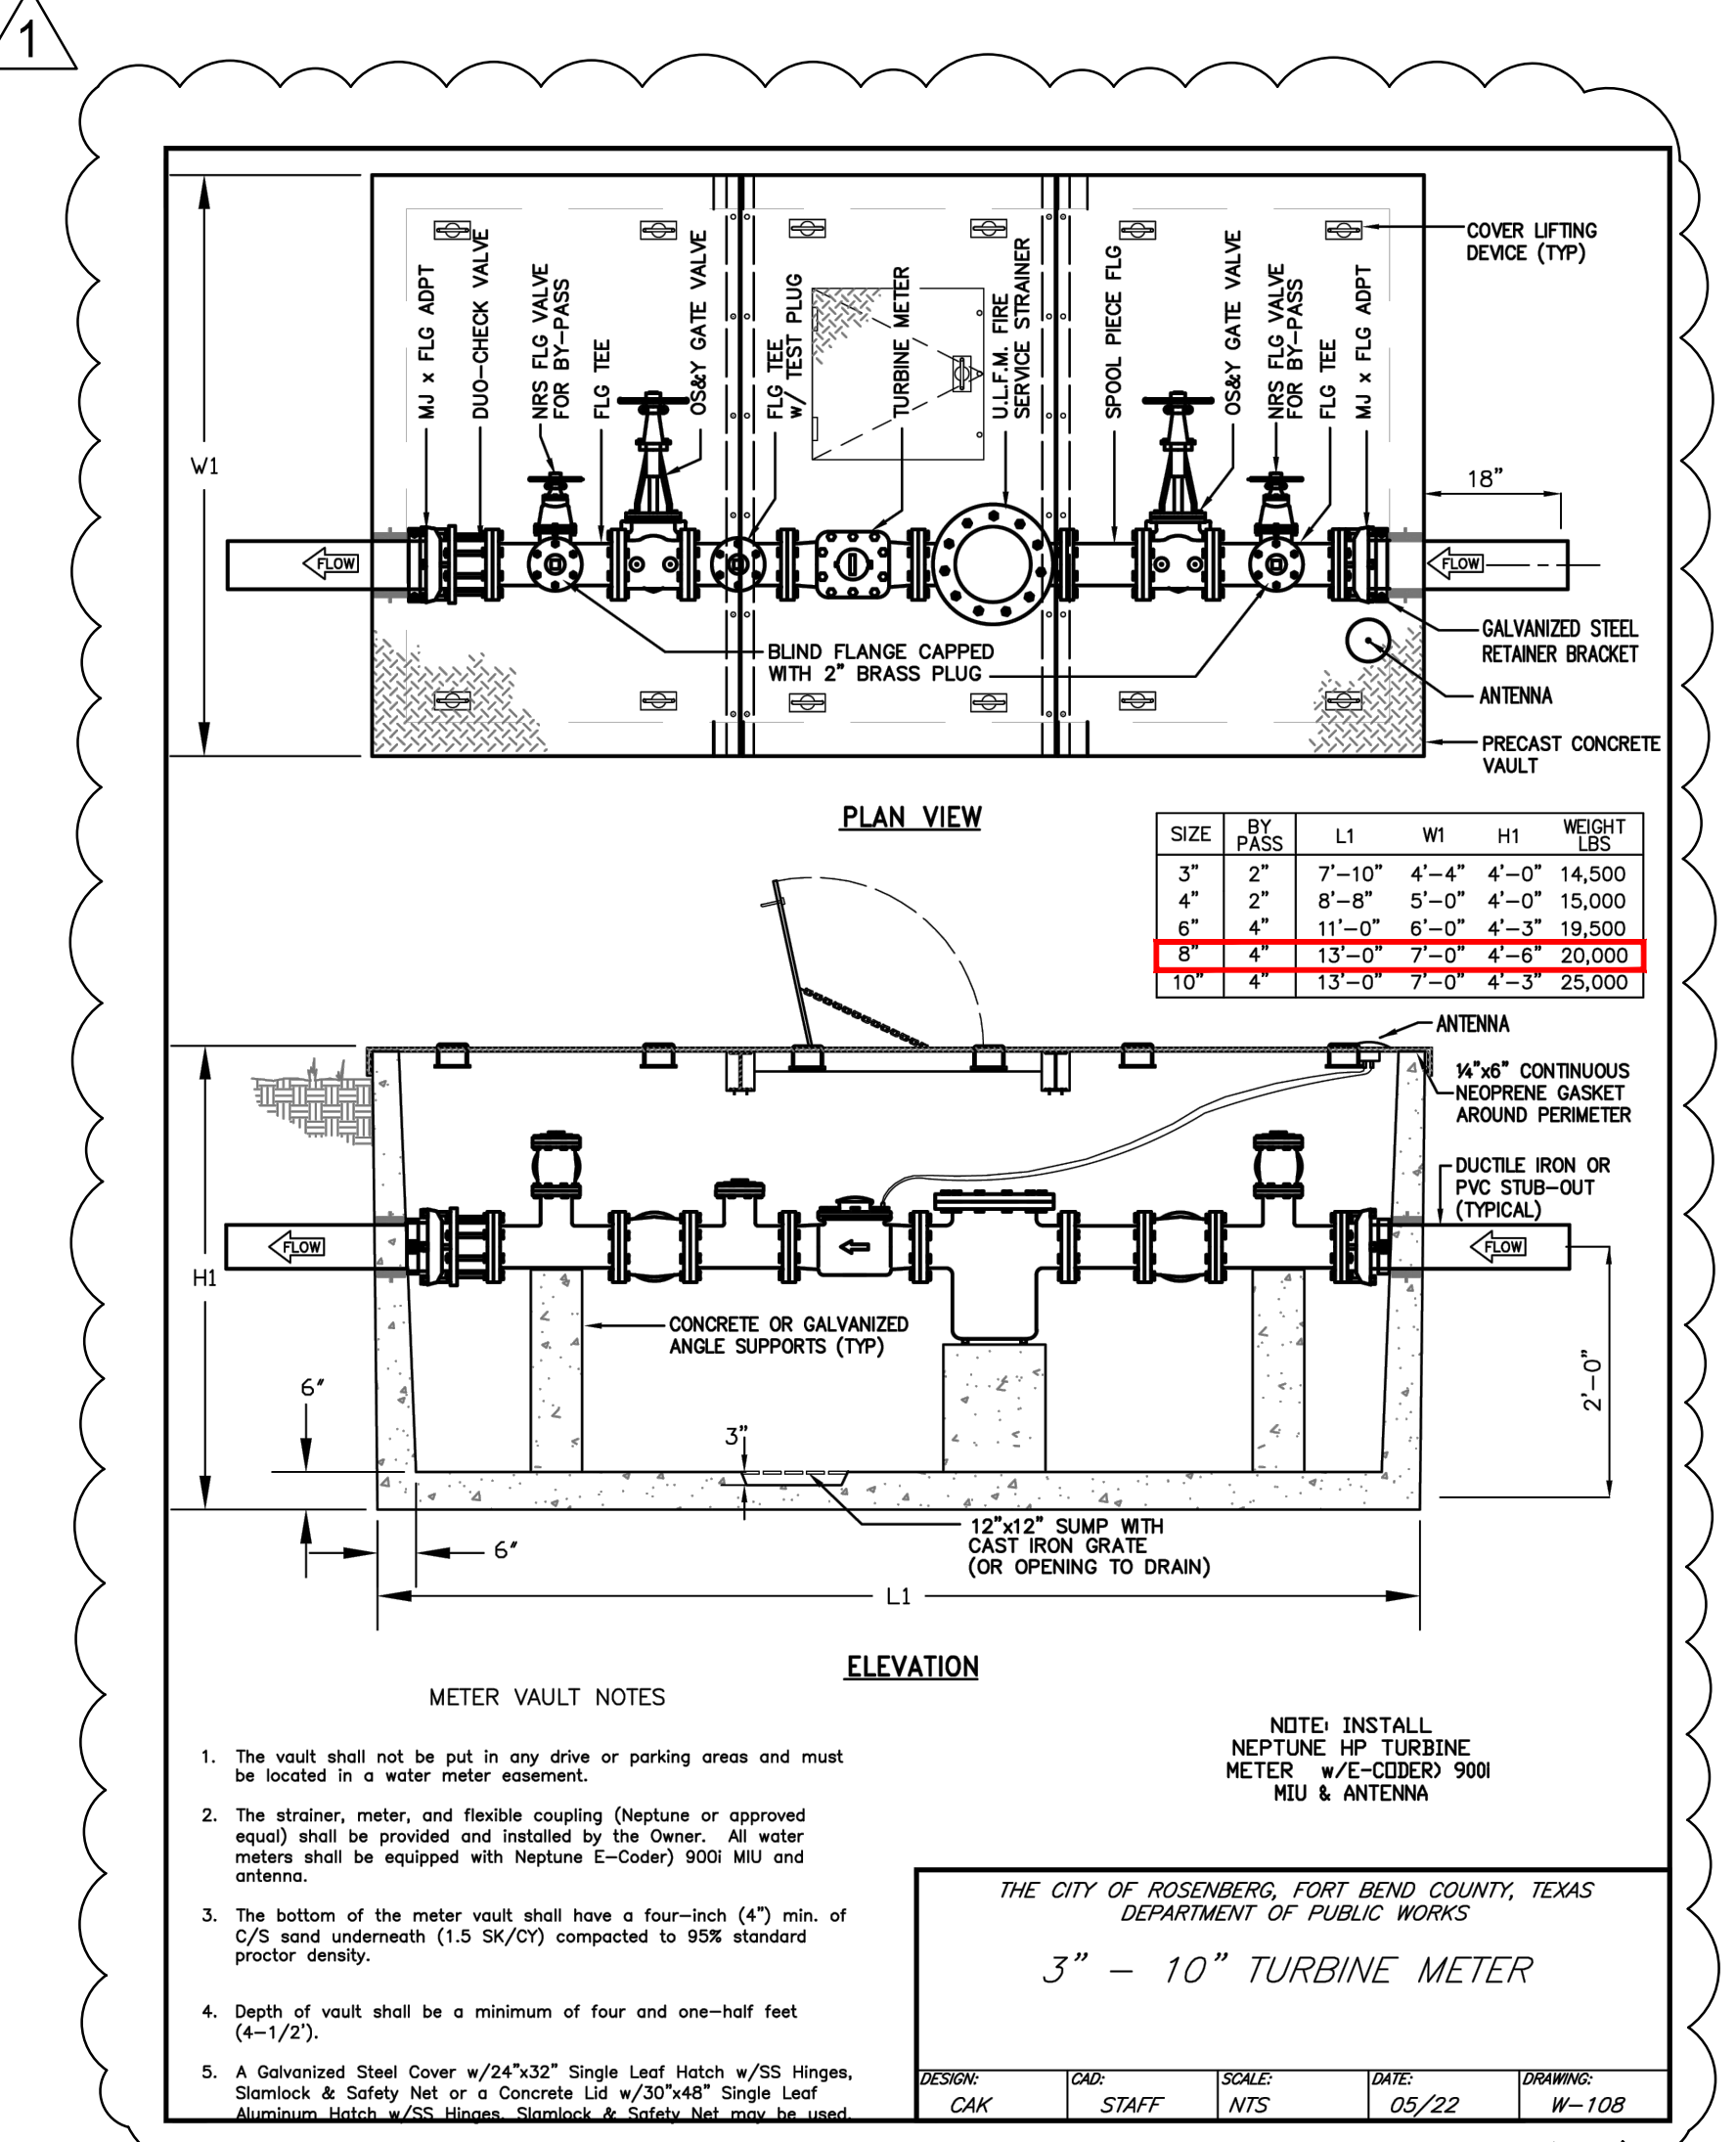 1
COVER LIFTING
DEVICE (TYP)
MJ x FLG ADPT
DUO-CHECK VALVE
NRS FLG VALVE
FOR BY-PASS
FLG TEE
OS&Y GATE VALVE
FLG TEE
w/ TEST PLUG
TURBINE METER
U.L.F.M. FIRE
SERVICE STRAINER
SPOOL PIECE FLG
OS&Y GATE VALVE
NRS FLG VALVE
FOR BY-PASS
FLG TEE
MJ x FLG ADPT
W1
18"
FLOW
FLOW
GALVANIZED STEEL
RETAINER BRACKET
BLIND FLANGE CAPPED
WITH 2" BRASS PLUG
ANTENNA
PRECAST CONCRETE
VAULT
PLAN VIEW
SIZE BY PASS L1 W1 H1 WEIGHT LBS
3" 2" 7'-10" 4'-4" 4'-0" 14,500
4" 2" 8'-8" 5'-0" 4'-0" 15,000
6" 4" 11'-0" 6'-0" 4'-3" 19,500
8" 4" 13'-0" 7'-0" 4'-6" 20,000
10" 4" 13'-0" 7'-0" 4'-3" 25,000
ANTENNA
1/4"x6" CONTINUOUS
NEOPRENE GASKET
AROUND PERIMETER
DUCTILE IRON OR
PVC STUB-OUT
(TYPICAL)
FLOW
FLOW
H1
CONCRETE OR GALVANIZED
ANGLE SUPPORTS (TYP)
2'-0"
6"
3"
12"x12" SUMP WITH
CAST IRON GRATE
(OR OPENING TO DRAIN)
6"
L1
ELEVATION
METER VAULT NOTES
1. The vault shall not be put in any drive or parking areas and must
be located in a water meter easement.
2. The strainer, meter, and flexible coupling (Neptune or approved
equal) shall be provided and installed by the Owner. All water
meters shall be equipped with Neptune E-Coder) 900i MIU and
antenna.
3. The bottom of the meter vault shall have a four-inch (4") min. of
C/S sand underneath (1.5 SK/CY) compacted to 95% standard
proctor density.
4. Depth of vault shall be a minimum of four and one-half feet
(4-1/2').
5. A Galvanized Steel Cover w/24"x32" Single Leaf Hatch w/SS Hinges,
Slamlock & Safety Net or a Concrete Lid w/30"x48" Single Leaf
Aluminum Hatch w/SS Hinges, Slamlock & Safety Net may be used.
NOTE: INSTALL
NEPTUNE HP TURBINE
METER w/E-CODER) 900I
MIU & ANTENNA
THE CITY OF ROSENBERG, FORT BEND COUNTY, TEXAS
DEPARTMENT OF PUBLIC WORKS
3" - 10" TURBINE METER
DESIGN: CAD: SCALE: DATE: DRAWING:
CAK STAFF NTS 05/22 W-108